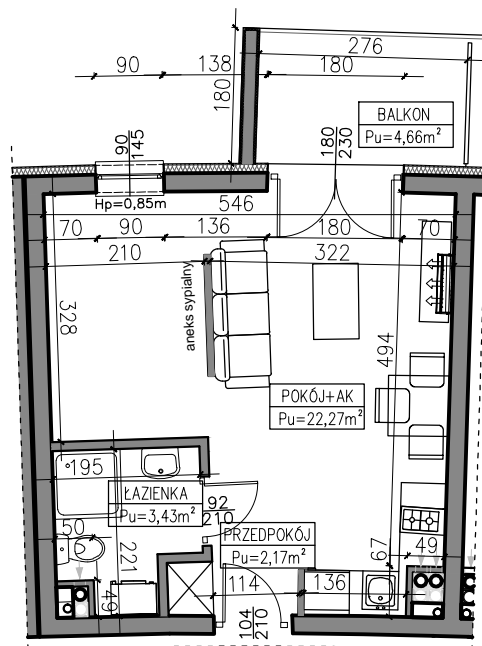 276
90 138 180
180
BALKON
Pu=4,66m²
90
145
180
230
Hp=0,85m
546
70 90 136 180 70
210 322
aneks sypialny
328
494
POKÓJ+AK
Pu=22,27m²
195
ŁAZIENKA
Pu=3,43m²
92
210
PRZEDPOKÓJ
Pu=2,17m²
50
221
49
67
49
114 136
104
210